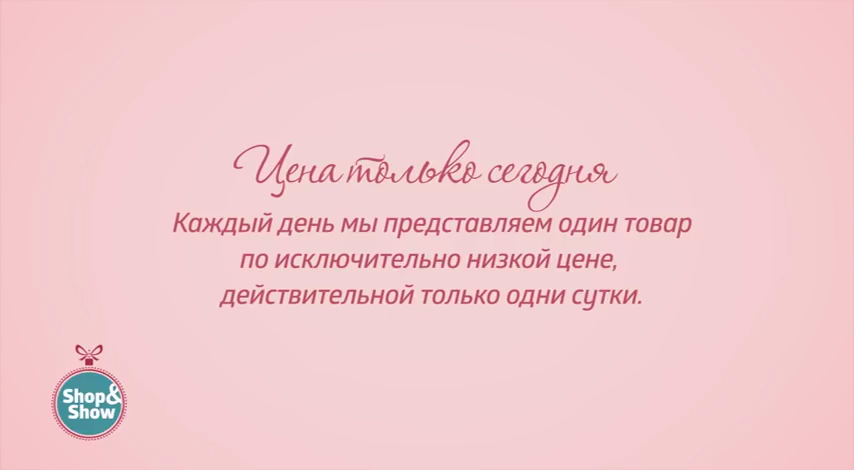 Цена только сегодня
Каждый день мы представляем один товар
по исключительно низкой цене,
действительной только одни сутки.
Shop&
Show